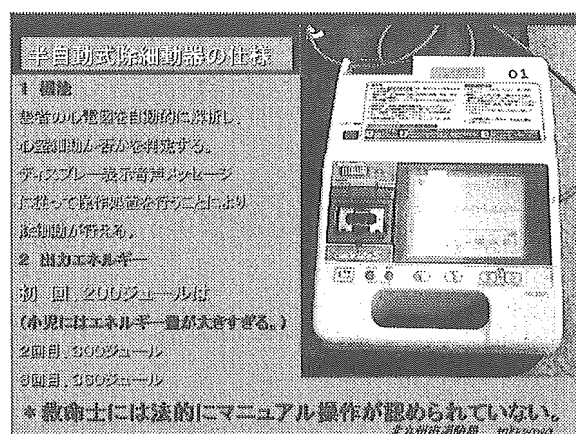 半自動式除細動器の仕様
1 機能
患者の心電図を自動的に解析し、
心室細動か否かを判定する。
ディスプレー表示音声メッセージ
に従って操作処置を行うことにより
除細動が行える。
2 出力エネルギー
初 回、200ジュールは
(小児にはエネルギー量が大きすぎる。)
2回目、300ジュール
3回目、360ジュール
*救命士には法的にマニュアル操作が認められていない。
北九州市消防局
01